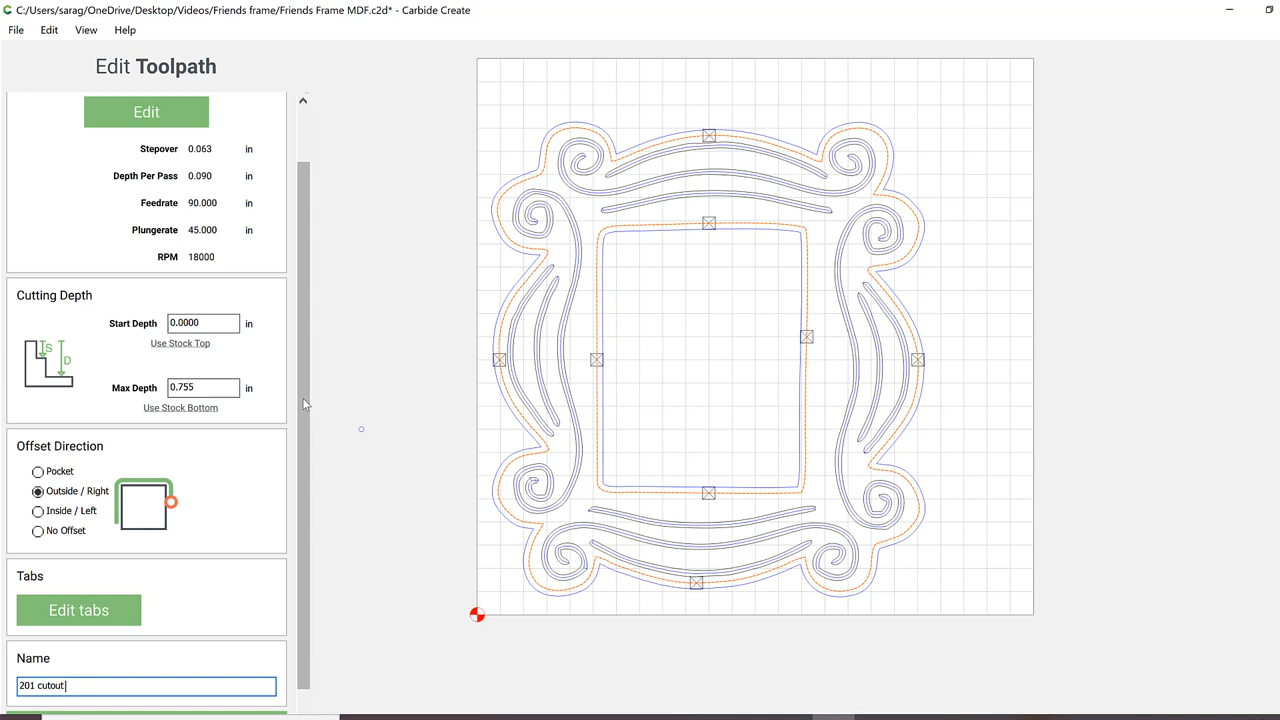 C:/Users/sarag/OneDrive/Desktop/Videos/Friends frame/Friends Frame MDF.c2d* - Carbide Create
File Edit View Help
Edit Toolpath
Edit
Stepover 0.063 in
Depth Per Pass 0.090 in
Feedrate 90.000 in
Plungerate 45.000 in
RPM 18000
Cutting Depth
Start Depth 0.0000 in
Use Stock Top
S
D
Max Depth 0.755 in
Use Stock Bottom
Offset Direction
Pocket
Outside / Right
Inside / Left
No Offset
Tabs
Edit tabs
Name
201 cutout